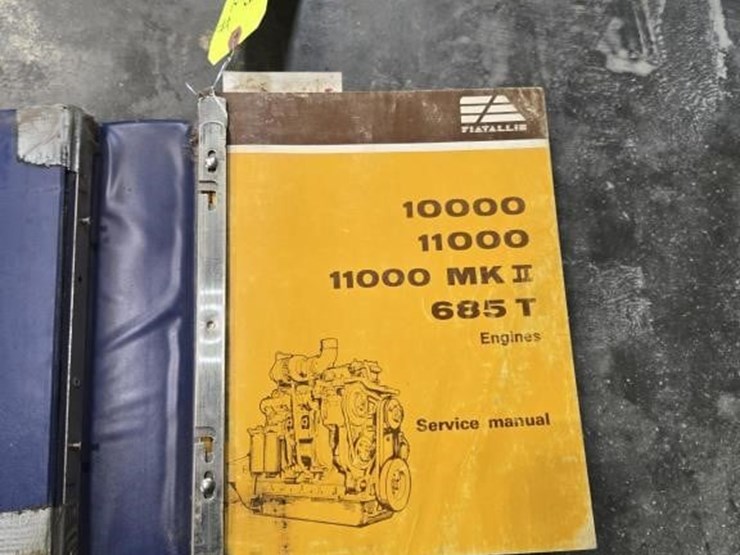 FIATALLIS
10000
11000
11000 MK II
685 T
Engines
Service manual